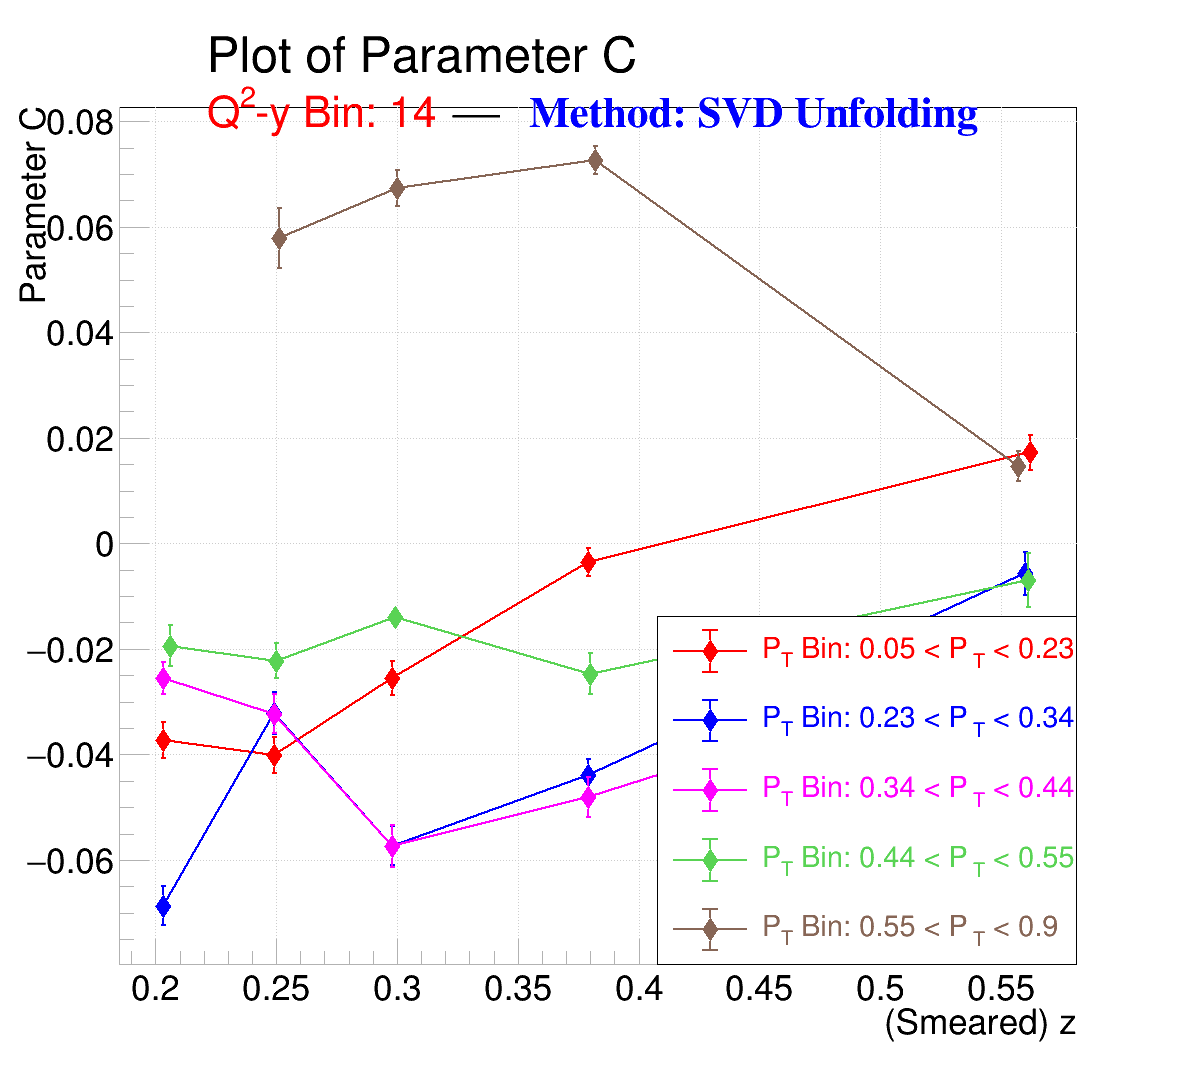 Plot of Parameter C
Q2-y Bin: 14 — Method: SVD Unfolding
Parameter C
0.08
0.06
0.04
0.02
0
−0.02
−0.04
−0.06
PT Bin: 0.05 < PT < 0.23
PT Bin: 0.23 < PT < 0.34
PT Bin: 0.34 < PT < 0.44
PT Bin: 0.44 < PT < 0.55
PT Bin: 0.55 < PT < 0.9
0.2 0.25 0.3 0.35 0.4 0.45 0.5 0.55
(Smeared) z